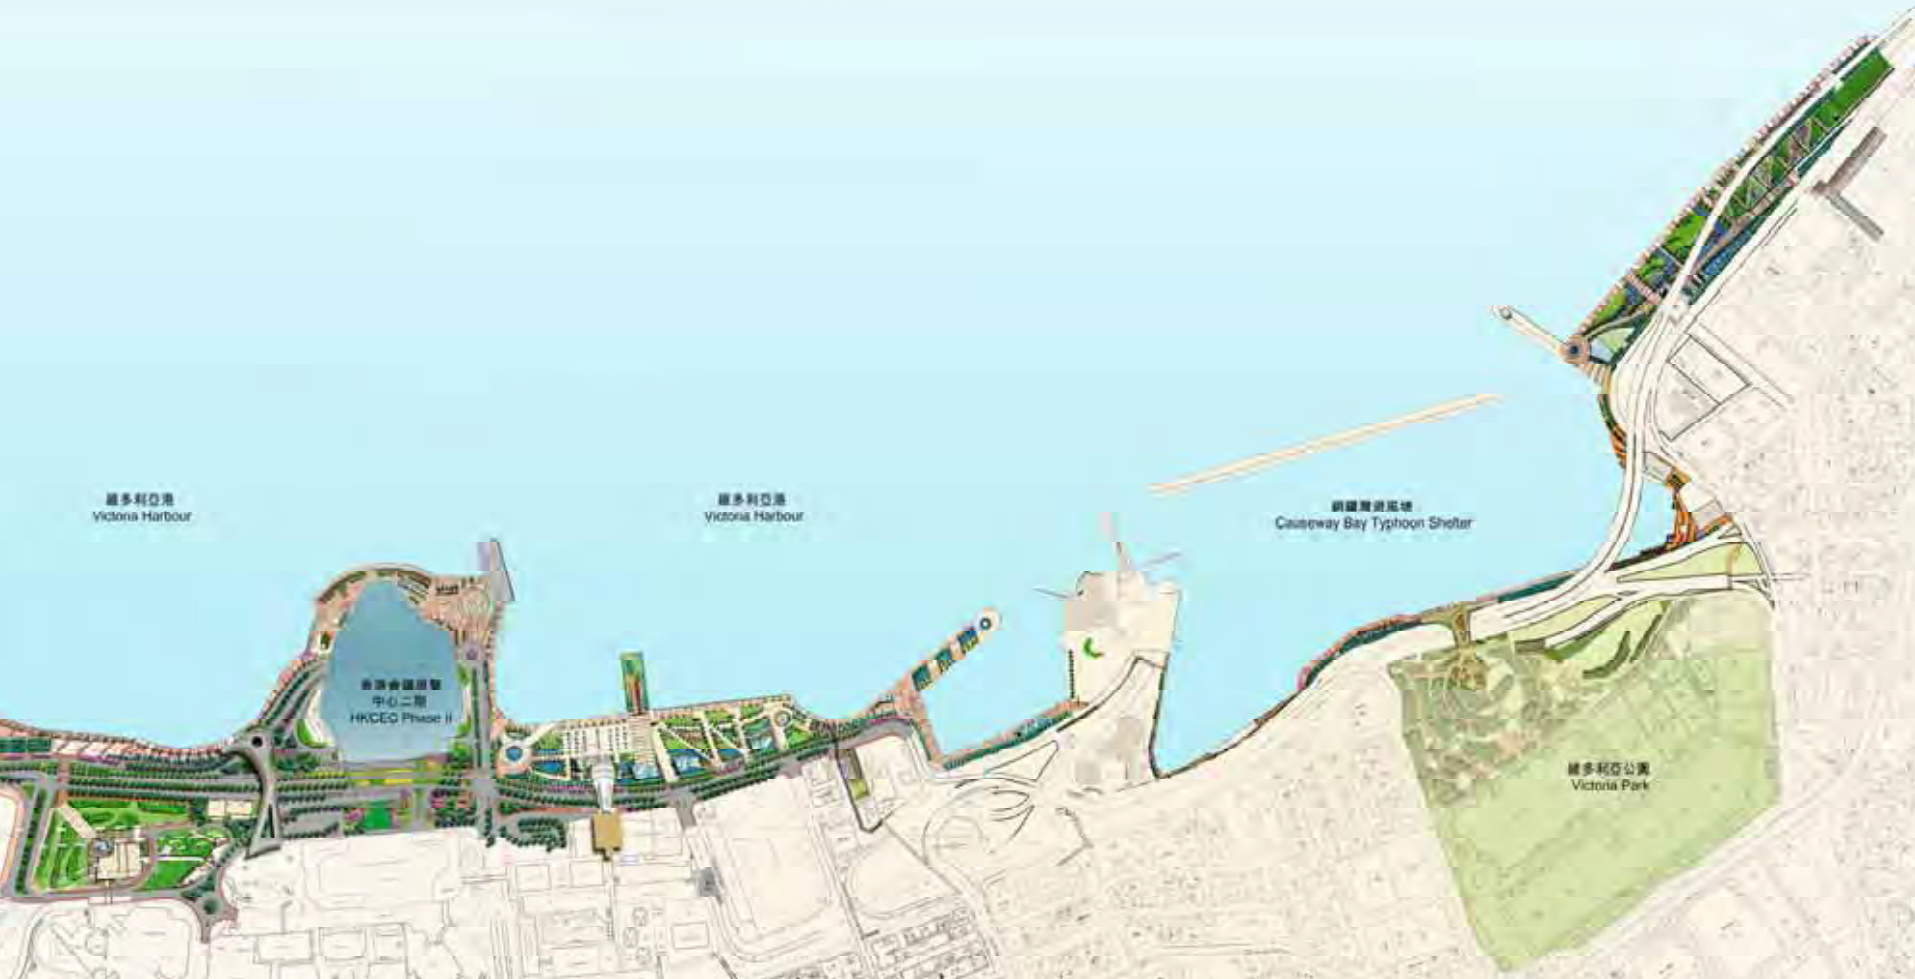 維多利亞港
Victoria Harbour
維多利亞港
Victoria Harbour
銅鑼灣避風塘
Causeway Bay Typhoon Shelter
香港會議展覽
中心二期
HKCEC Phase II
維多利亞公園
Victoria Park